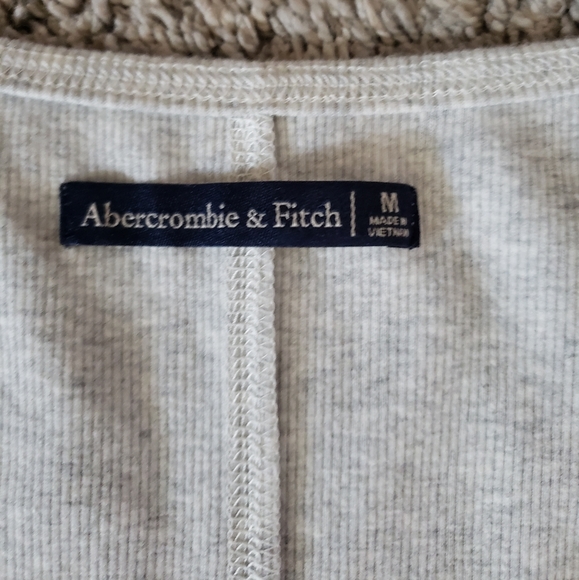 Abercrombie & Fitch
M
MADE IN
VIETNAM